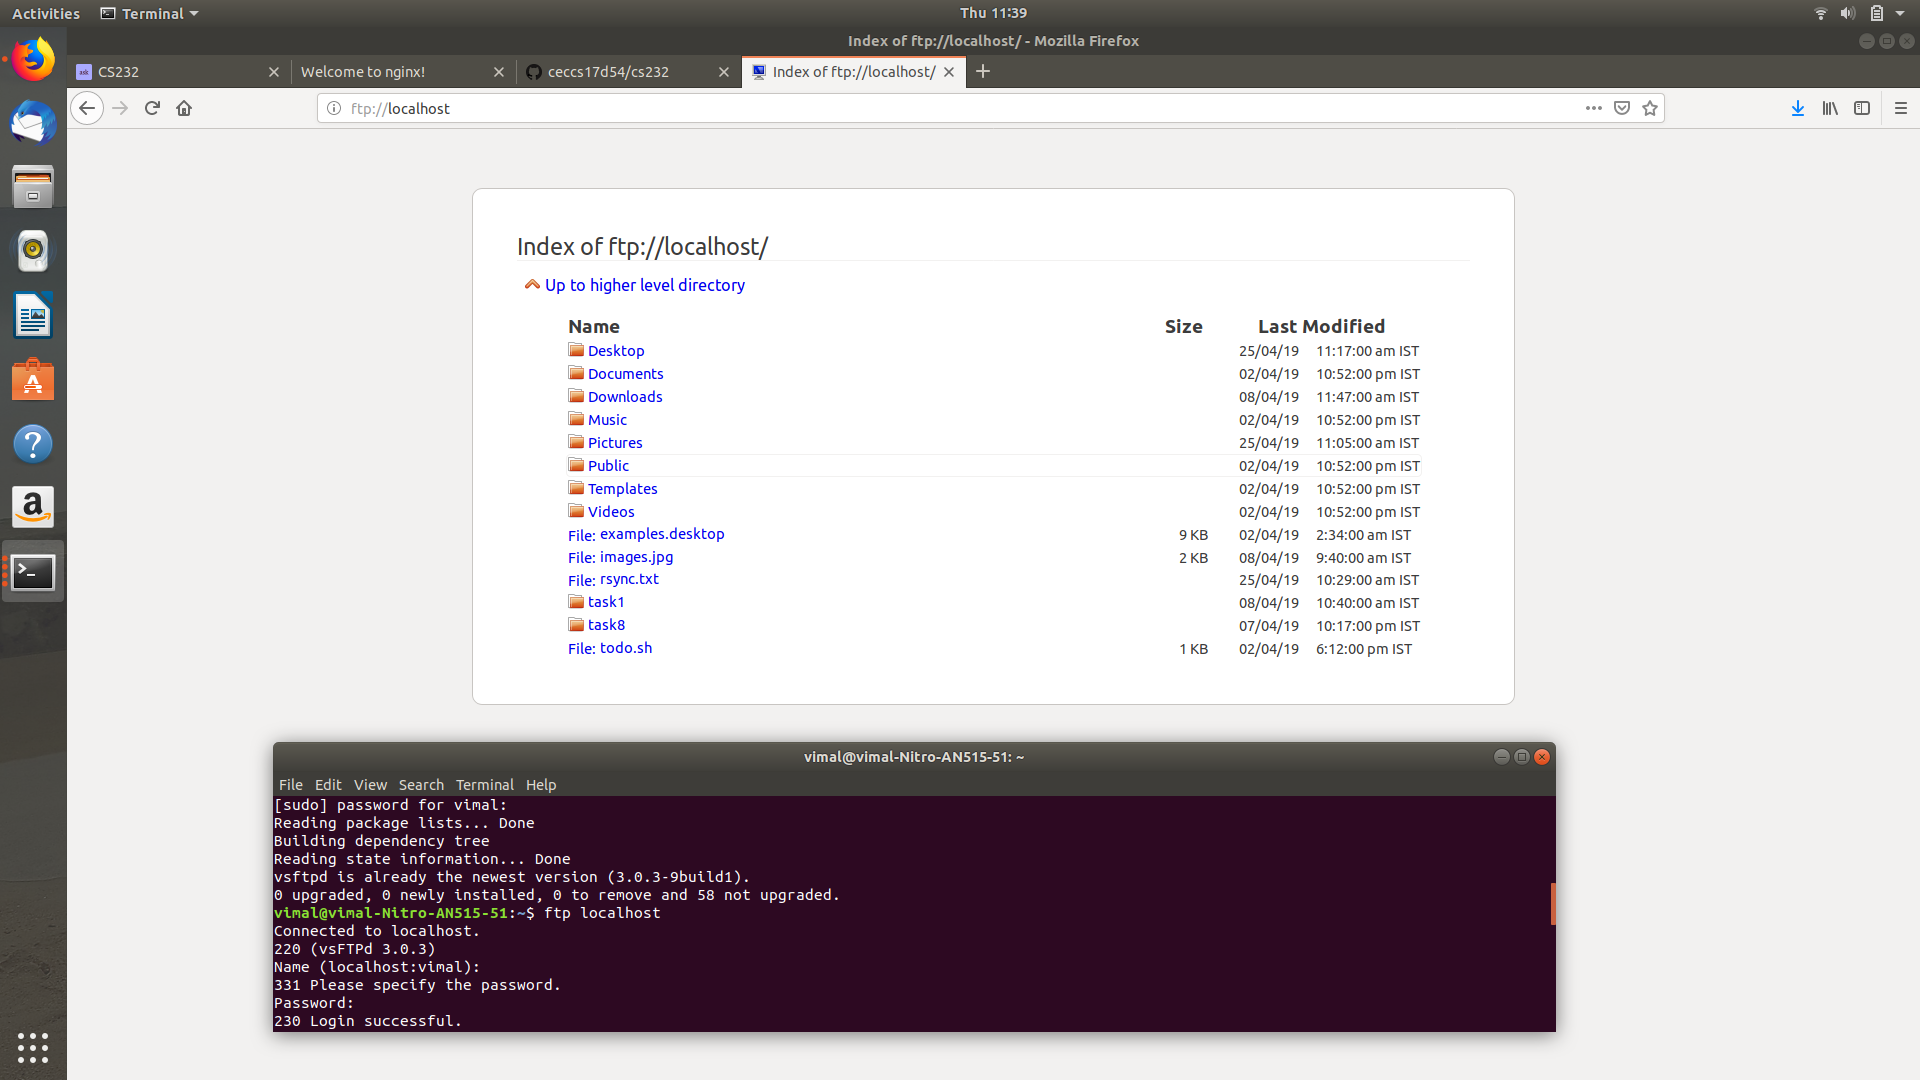 Activities Terminal Thu 11:39
Index of ftp://localhost/ - Mozilla Firefox
CS232 Welcome to nginx! ceccs17d54/cs232 Index of ftp://localhost/
ftp://localhost
Index of ftp://localhost/
Up to higher level directory
Name Size Last Modified
Desktop 25/04/19 11:17:00 am IST
Documents 02/04/19 10:52:00 pm IST
Downloads 08/04/19 11:47:00 am IST
Music 02/04/19 10:52:00 pm IST
Pictures 25/04/19 11:05:00 am IST
Public 02/04/19 10:52:00 pm IST
Templates 02/04/19 10:52:00 pm IST
Videos 02/04/19 10:52:00 pm IST
File: examples.desktop 9 KB 02/04/19 2:34:00 am IST
File: images.jpg 2 KB 08/04/19 9:40:00 am IST
File: rsync.txt 25/04/19 10:29:00 am IST
task1 08/04/19 10:40:00 am IST
task8 07/04/19 10:17:00 pm IST
File: todo.sh 1 KB 02/04/19 6:12:00 pm IST
vimal@vimal-Nitro-AN515-51: ~
File Edit View Search Terminal Help
[sudo] password for vimal:
Reading package lists... Done
Building dependency tree
Reading state information... Done
vsftpd is already the newest version (3.0.3-9build1).
0 upgraded, 0 newly installed, 0 to remove and 58 not upgraded.
vimal@vimal-Nitro-AN515-51:~$ ftp localhost
Connected to localhost.
220 (vsFTPd 3.0.3)
Name (localhost:vimal):
331 Please specify the password.
Password:
230 Login successful.